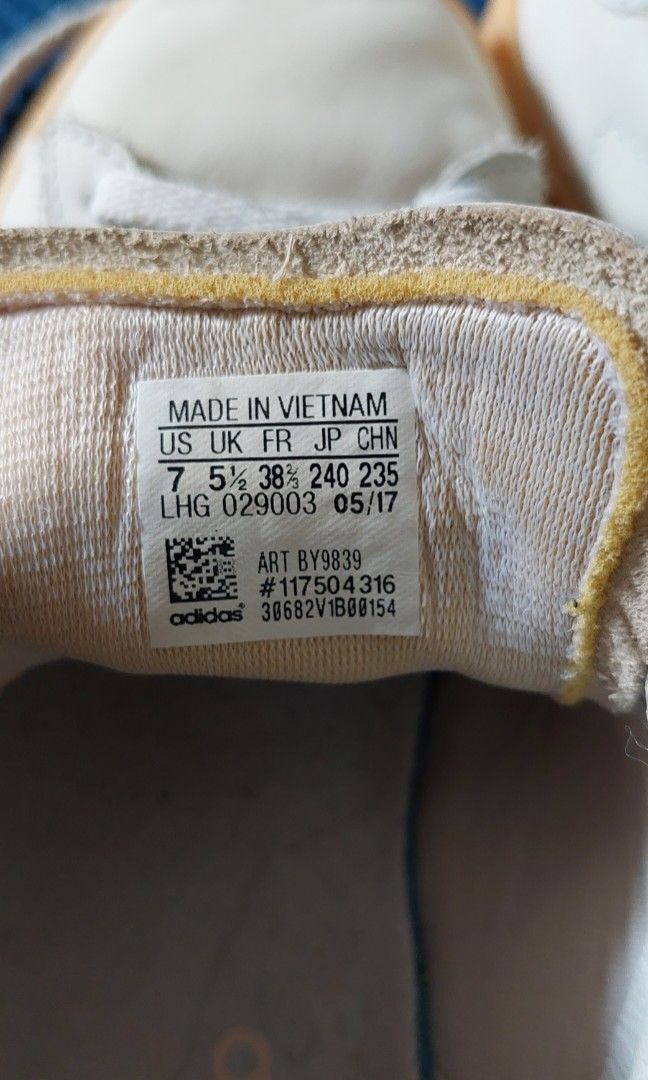 MADE IN VIETNAM
US UK FR JP CHN
7 5½ 38⅔ 240 235
LHG 029003 05/17
ART BY9839
#117504316
adidas 30682V1B00154